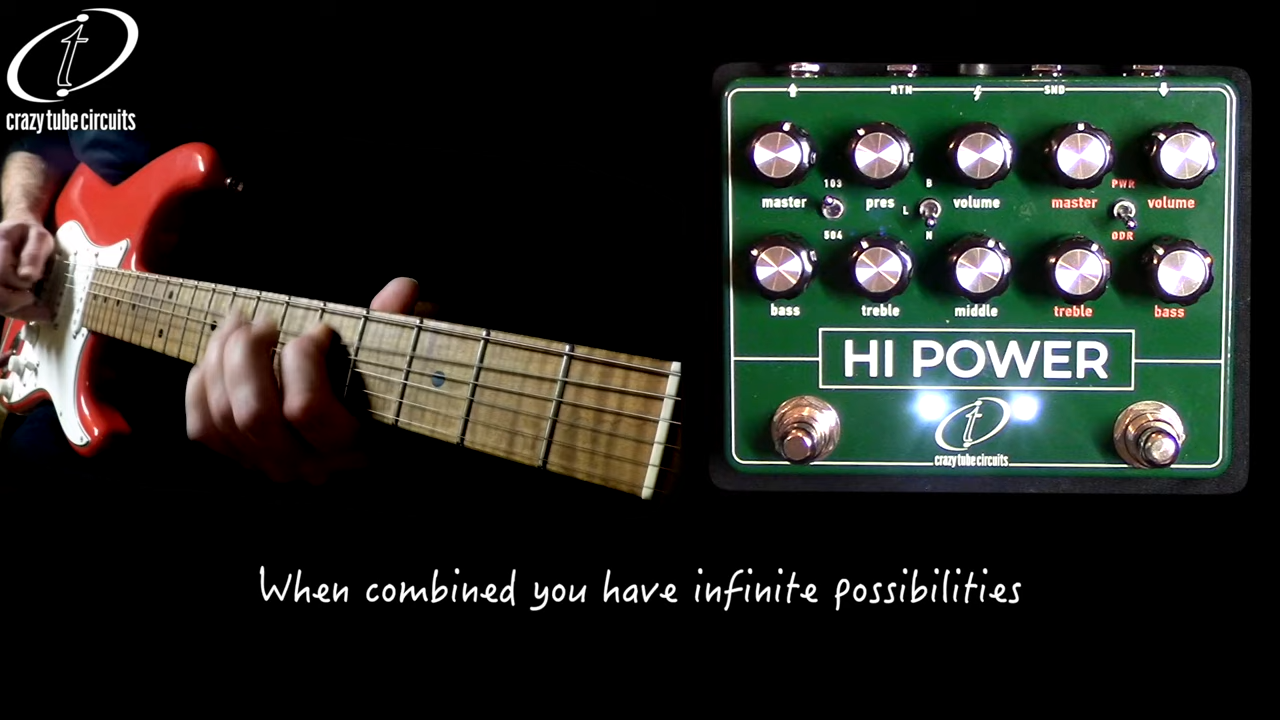 crazy tube circuits
RTN SND
103 B PWR
master pres L volume master volume
504 N ODR
bass treble middle treble bass
HI POWER
crazy tube circuits
When combined you have infinite possibilities